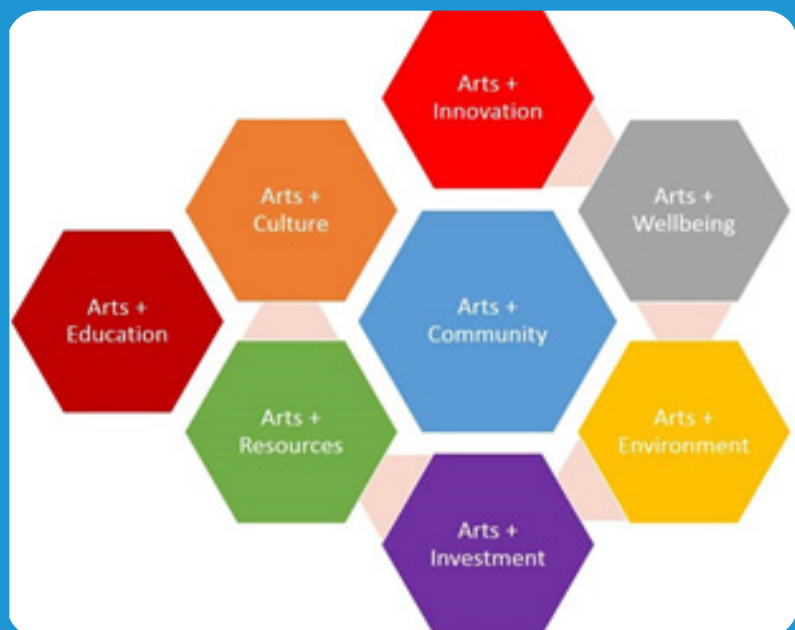 Arts +
Innovation
Arts +
Culture
Arts +
Wellbeing
Arts +
Education
Arts +
Community
Arts +
Resources
Arts +
Environment
Arts +
Investment